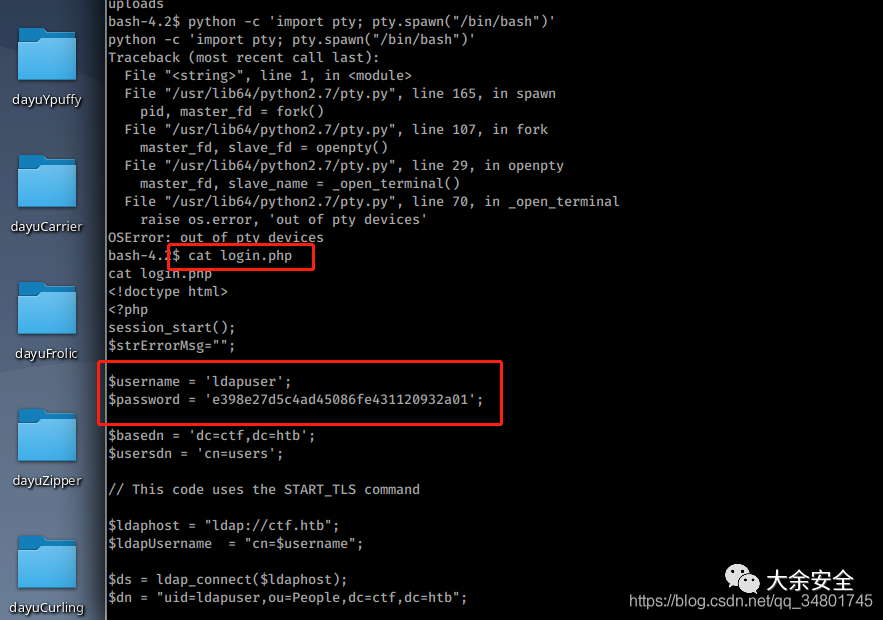 uploads
bash-4.2$ python -c 'import pty; pty.spawn("/bin/bash")'
python -c 'import pty; pty.spawn("/bin/bash")'
Traceback (most recent call last):
  File "<string>", line 1, in <module>
  File "/usr/lib64/python2.7/pty.py", line 165, in spawn
    pid, master_fd = fork()
  File "/usr/lib64/python2.7/pty.py", line 107, in fork
    master_fd, slave_fd = openpty()
  File "/usr/lib64/python2.7/pty.py", line 29, in openpty
    master_fd, slave_name = _open_terminal()
  File "/usr/lib64/python2.7/pty.py", line 70, in _open_terminal
    raise os.error, 'out of pty devices'
OSError: out of pty devices
bash-4.2$ cat login.php
cat login.php
<!doctype html>
<?php
session_start();
$strErrorMsg="";
$username = 'ldapuser';
$password = 'e398e27d5c4ad45086fe431120932a01';
$basedn = 'dc=ctf,dc=htb';
$usersdn = 'cn=users';
// This code uses the START_TLS command
$ldaphost = "ldap://ctf.htb";
$ldapUsername  = "cn=$username";
$ds = ldap_connect($ldaphost);
$dn = "uid=ldapuser,ou=People,dc=ctf,dc=htb";
dayuYpuffy
dayuCarrier
dayuFrolic
dayuZipper
dayuCurling
大余安全
https://blog.csdn.net/qq_34801745